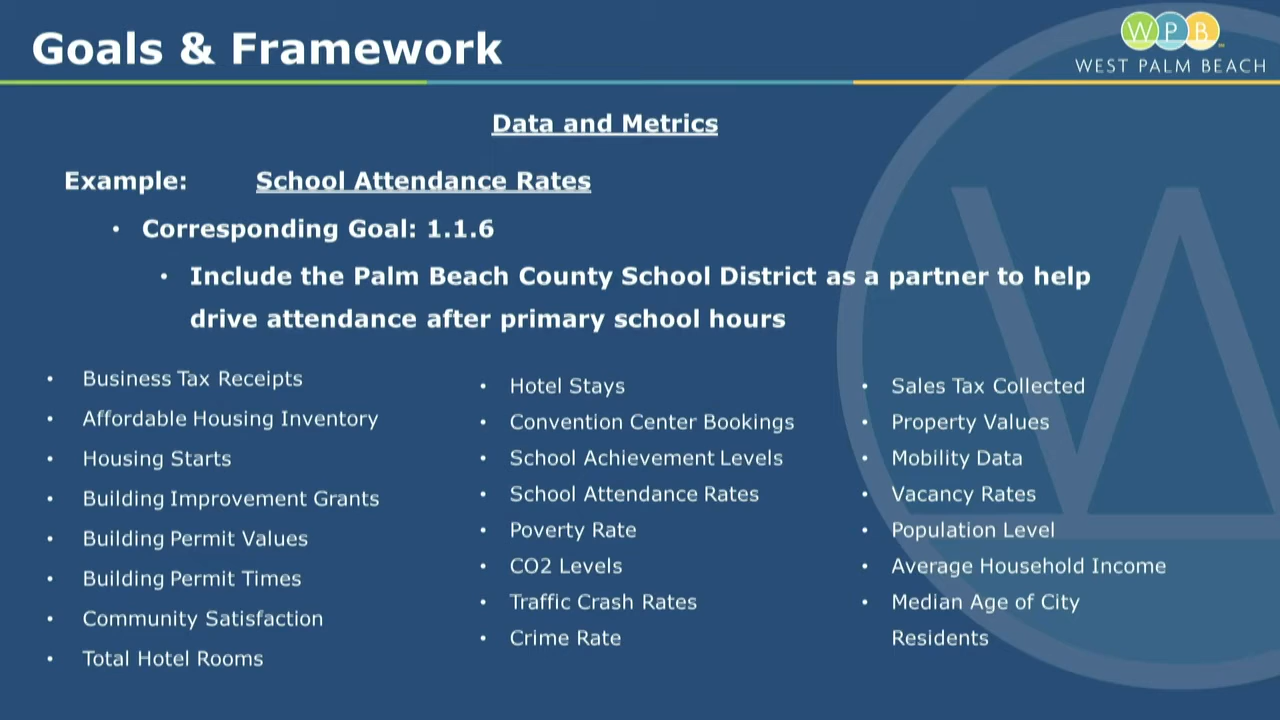 Goals & Framework
WPB
WEST PALM BEACH
Data and Metrics
Example: School Attendance Rates
• Corresponding Goal: 1.1.6
• Include the Palm Beach County School District as a partner to help
drive attendance after primary school hours
• Business Tax Receipts
• Affordable Housing Inventory
• Housing Starts
• Building Improvement Grants
• Building Permit Values
• Building Permit Times
• Community Satisfaction
• Total Hotel Rooms
• Hotel Stays
• Convention Center Bookings
• School Achievement Levels
• School Attendance Rates
• Poverty Rate
• CO2 Levels
• Traffic Crash Rates
• Crime Rate
• Sales Tax Collected
• Property Values
• Mobility Data
• Vacancy Rates
• Population Level
• Average Household Income
• Median Age of City
Residents